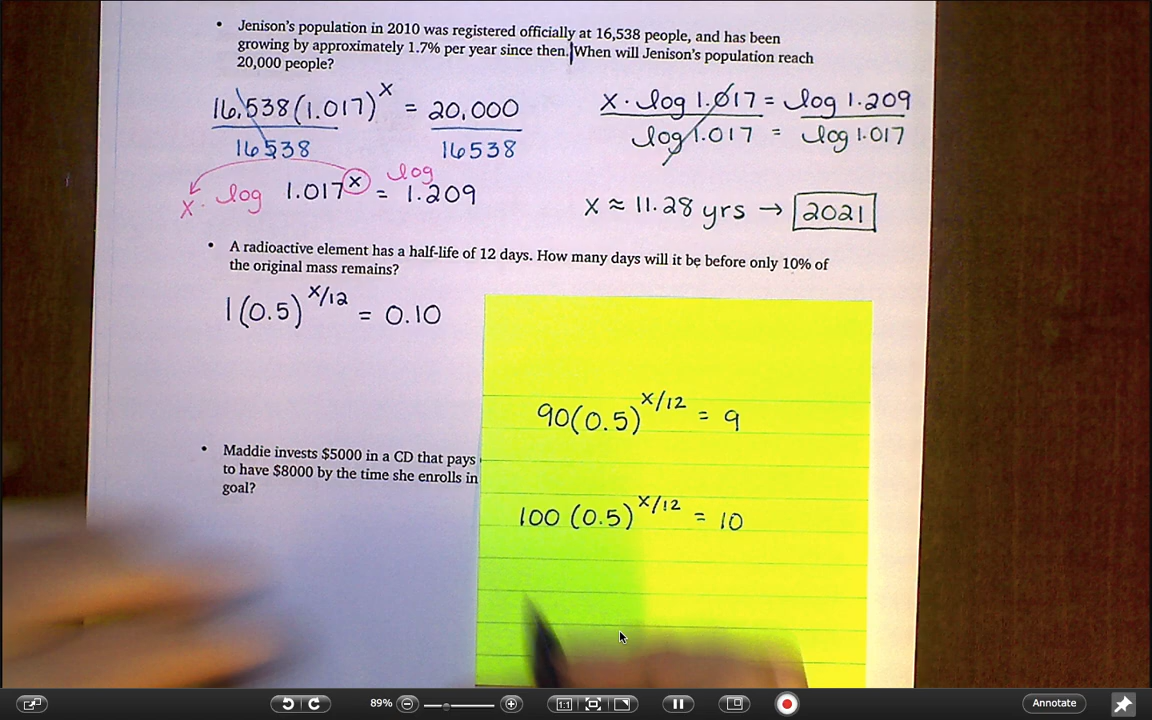 • Jenison's population in 2010 was registered officially at 16,538 people, and has been
growing by approximately 1.7% per year since then. When will Jenison's population reach
20,000 people?
16,538(1.017)^x = 20,000
16538 16538
x · log 1.017^x = log 1.209
x · log 1.017 = log 1.209
log 1.017 = log 1.017
x ≈ 11.28 yrs → 2021
• A radioactive element has a half-life of 12 days. How many days will it be before only 10% of
the original mass remains?
1(0.5)^x/12 = 0.10
90(0.5)^x/12 = 9
100 (0.5)^x/12 = 10
• Maddie invests $5000 in a CD that pays
to have $8000 by the time she enrolls in
goal?
89%
1:1
Annotate